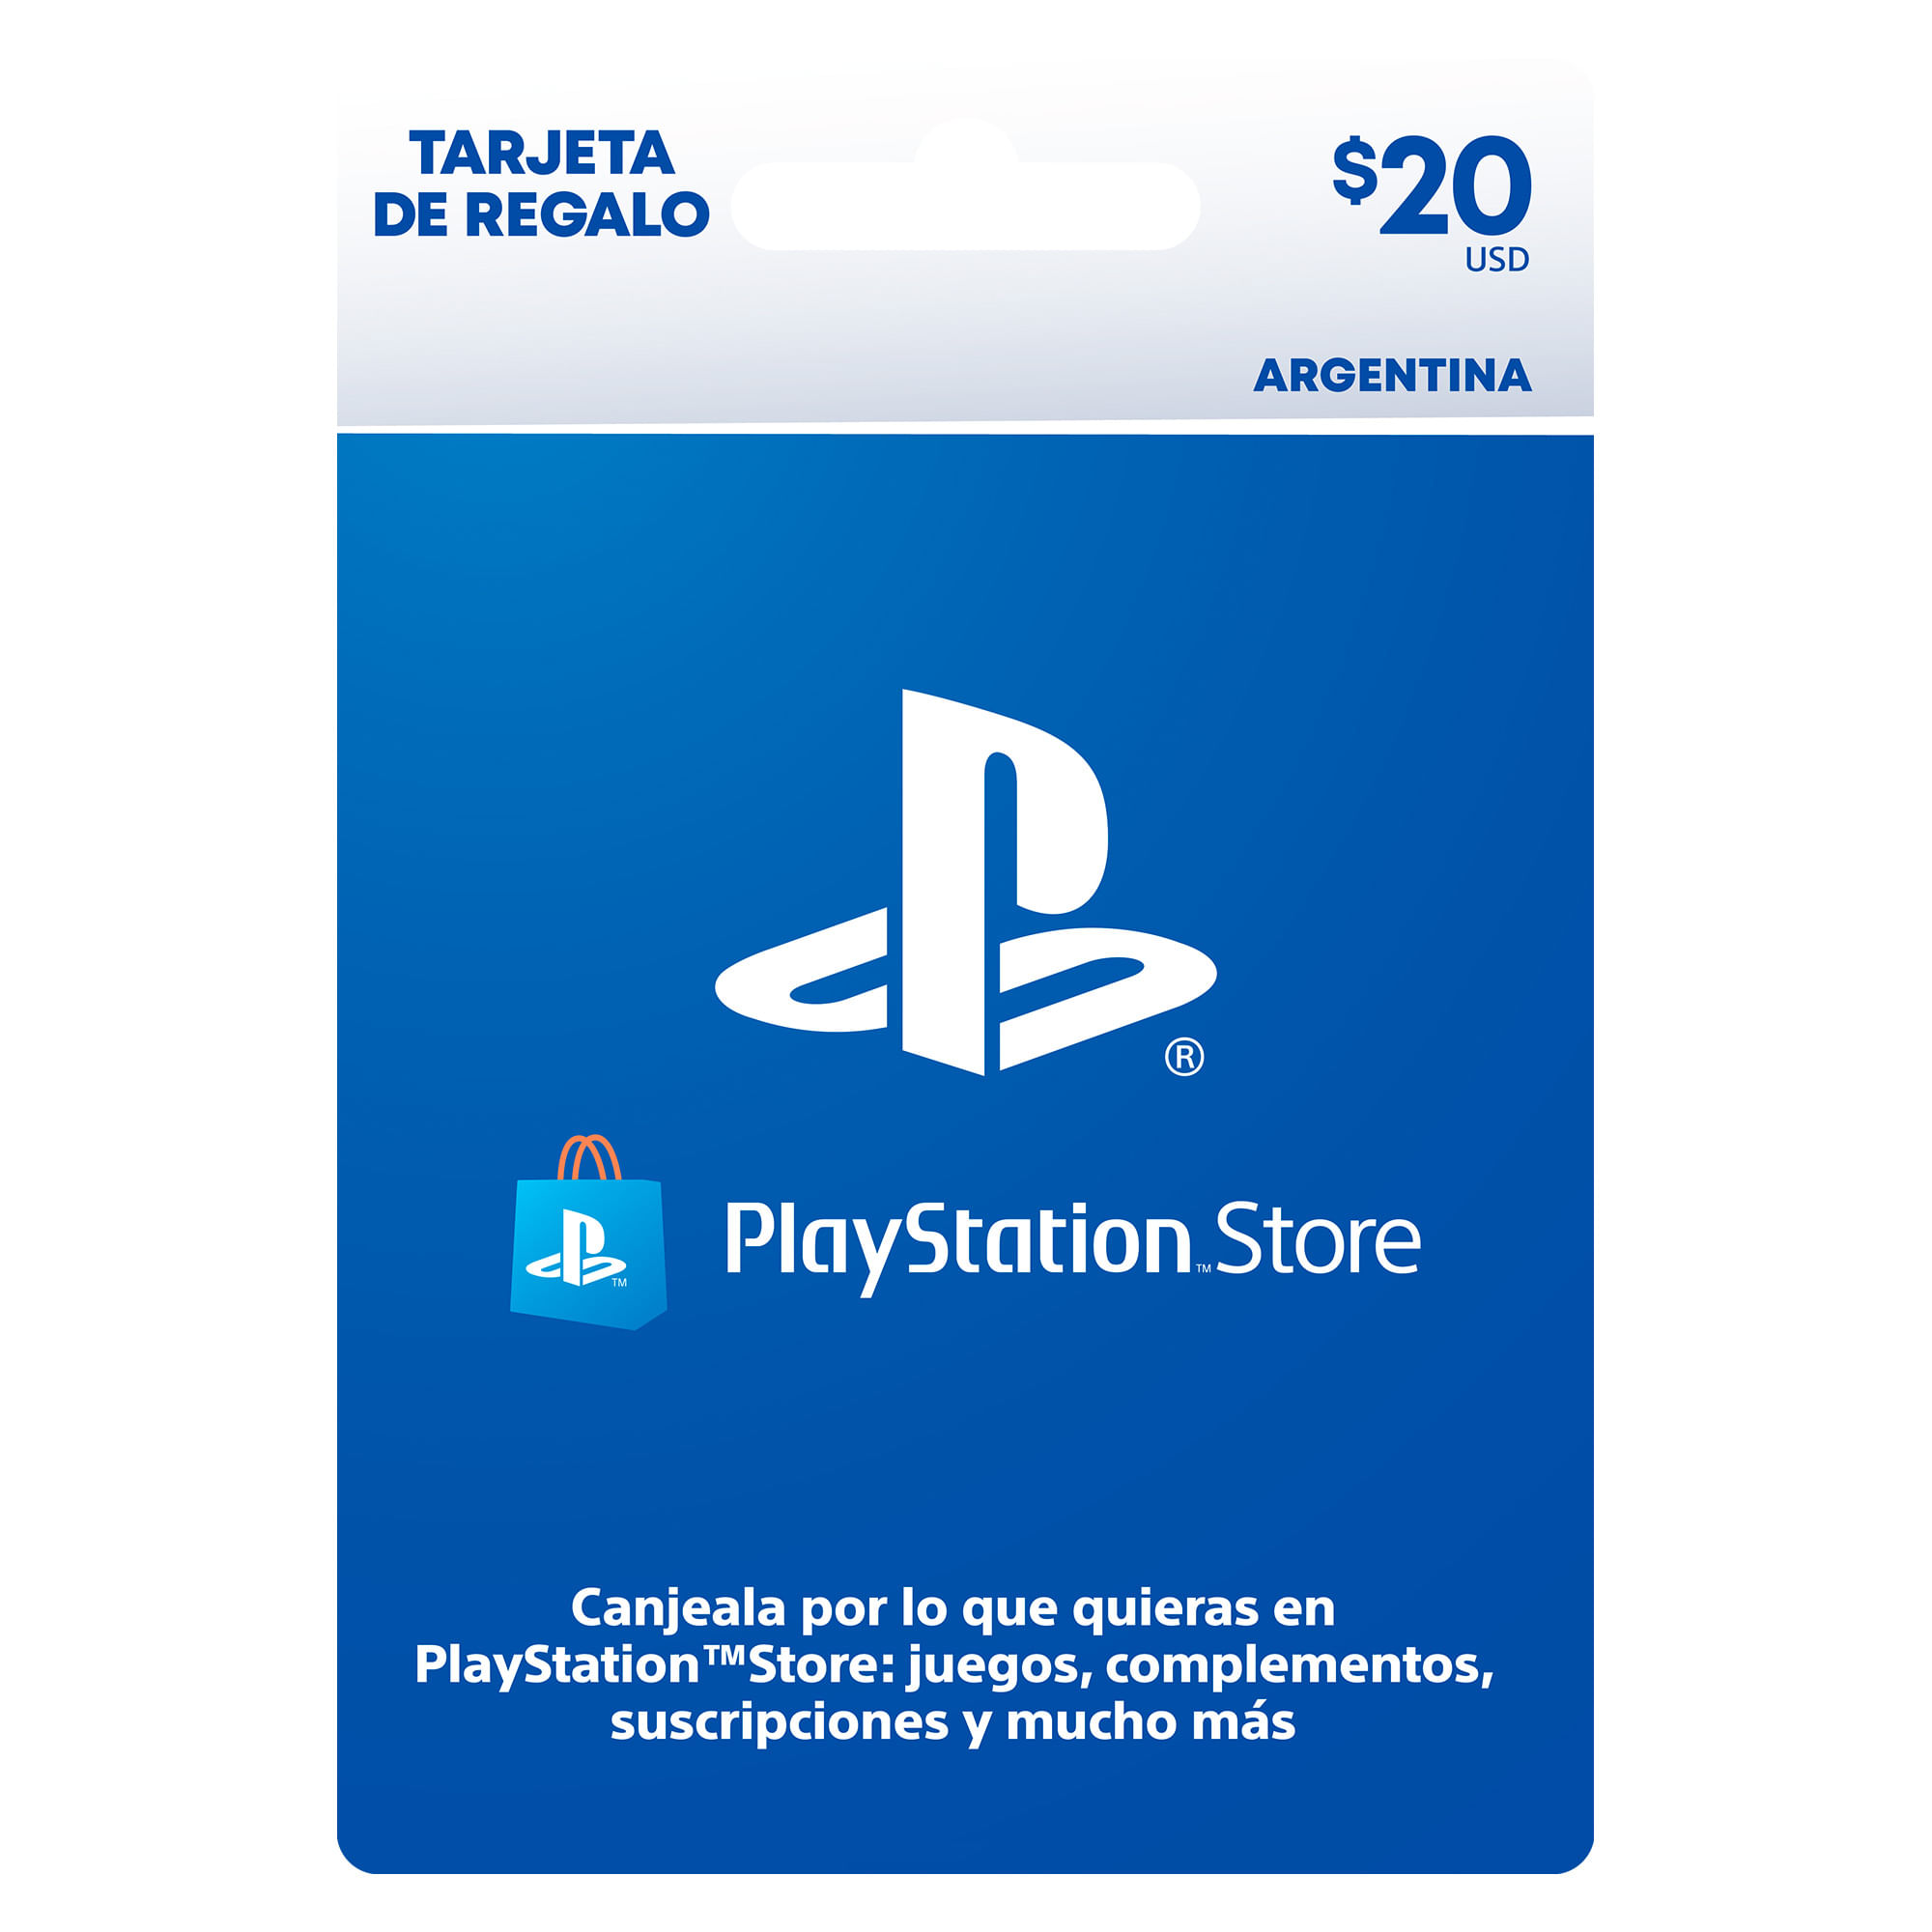 TARJETA
DE REGALO
$20
USD
ARGENTINA
®
TM
PlayStation™Store
Canjeala por lo que quieras en
PlayStation™Store: juegos, complementos,
suscripciones y mucho más